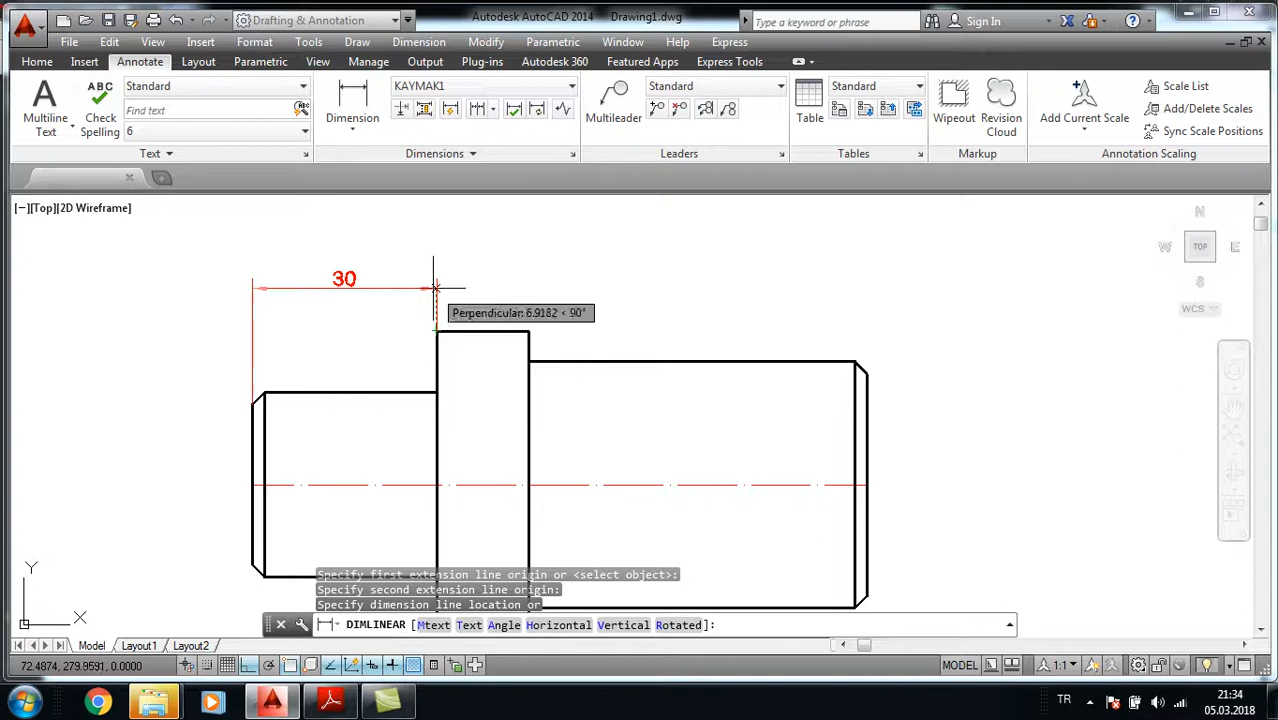 Drafting & Annotation
Autodesk AutoCAD 2014 Drawing1.dwg
Type a keyword or phrase
Sign In
File Edit View Insert Format Tools Draw Dimension Modify Parametric Window Help Express
Home Insert Annotate Layout Parametric View Manage Output Plug-ins Autodesk 360 Featured Apps Express Tools
Multiline Text
ABC
Check Spelling
Standard
Find text
6
Text
Dimension
KAYMAK1
Dimensions
Multileader
Standard
Leaders
Table
Standard
Tables
Wipeout
Revision Cloud
Markup
Add Current Scale
Scale List
Add/Delete Scales
Sync Scale Positions
Annotation Scaling
[−][Top][2D Wireframe]
N
W TOP E
S
WCS
30
Perpendicular: 6.9182 < 90°
Y
X
Specify first extension line origin or <select object>:
Specify second extension line origin:
Specify dimension line location or
DIMLINEAR [Mtext Text Angle Horizontal Vertical Rotated]:
Model Layout1 Layout2
72.4874, 279.9591, 0.0000
MODEL
1:1
TR
21:34
05.03.2018